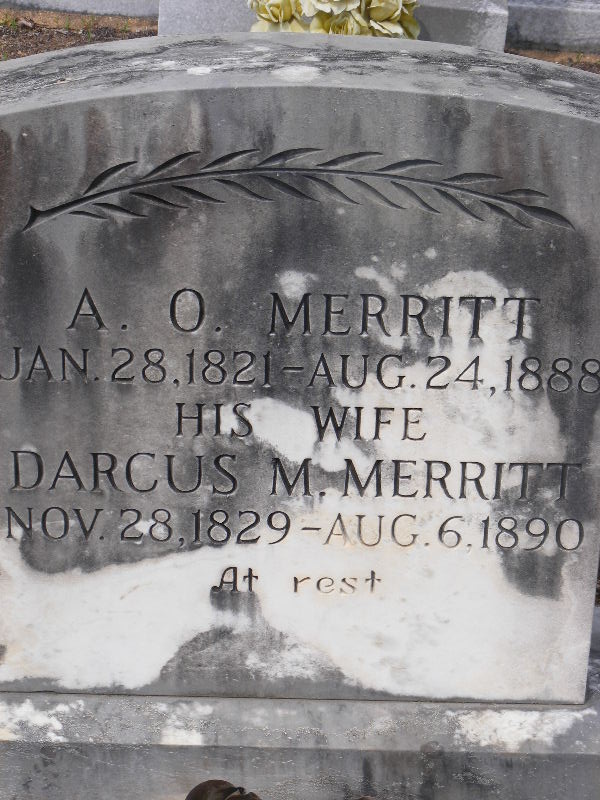 A. O. MERRITT
JAN. 28, 1821 – AUG. 24, 1888
HIS WIFE
DARCUS M. MERRITT
NOV. 28, 1829 – AUG. 6, 1890
At rest